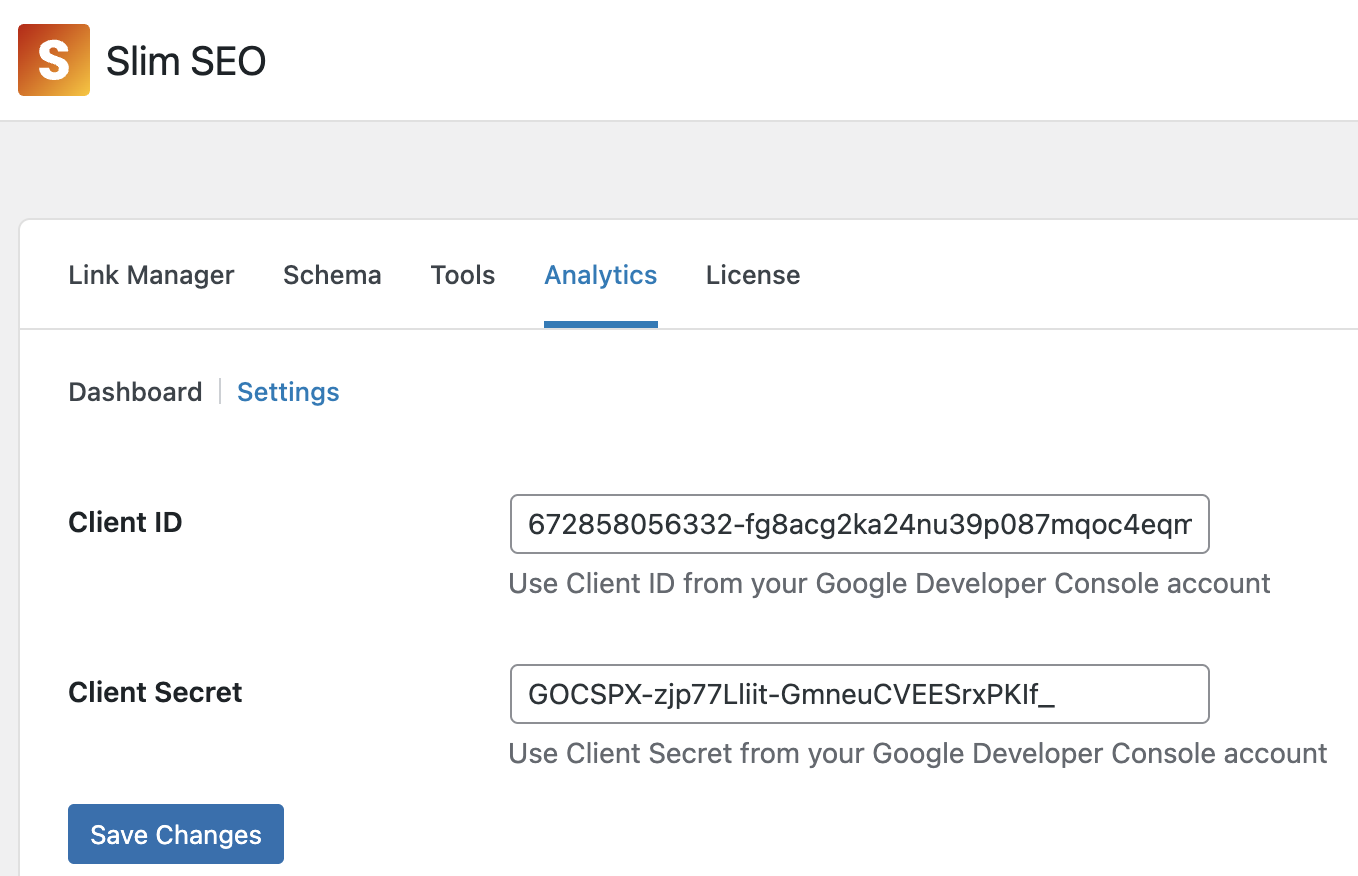 S
Slim SEO
Link Manager Schema Tools Analytics License
Dashboard Settings
Client ID
672858056332-fg8acg2ka24nu39p087mqoc4eqm
Use Client ID from your Google Developer Console account
Client Secret
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
Use Client Secret from your Google Developer Console account
Save Changes